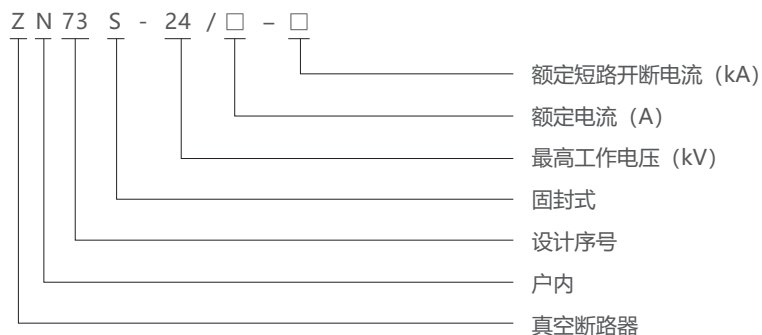 Z N 73 S - 24 / □ – □
额定短路开断电流（kA）
额定电流（A）
最高工作电压（kV）
固封式
设计序号
户内
真空断路器